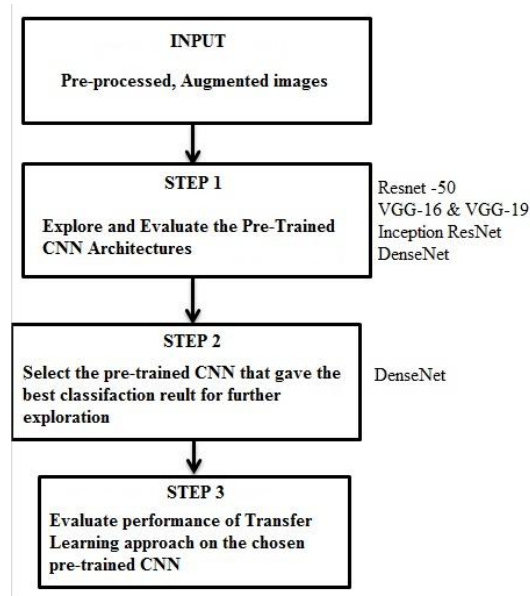 INPUT
Pre-processed, Augmented images
STEP 1
Explore and Evaluate the Pre-Trained
CNN Architectures
Resnet -50
VGG-16 & VGG-19
Inception ResNet
DenseNet
STEP 2
Select the pre-trained CNN that gave the
best classifaction reult for further
exploration
DenseNet
STEP 3
Evaluate performance of Transfer
Learning approach on the chosen
pre-trained CNN